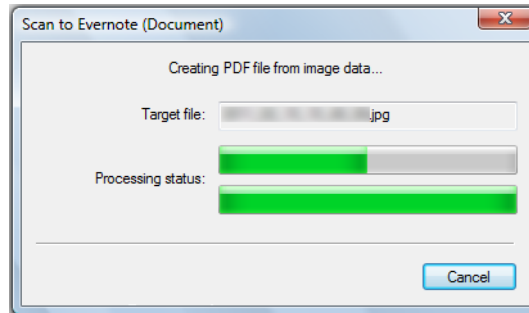 Scan to Evernote (Document)
Creating PDF file from image data...
Target file: .jpg
Processing status:
Cancel